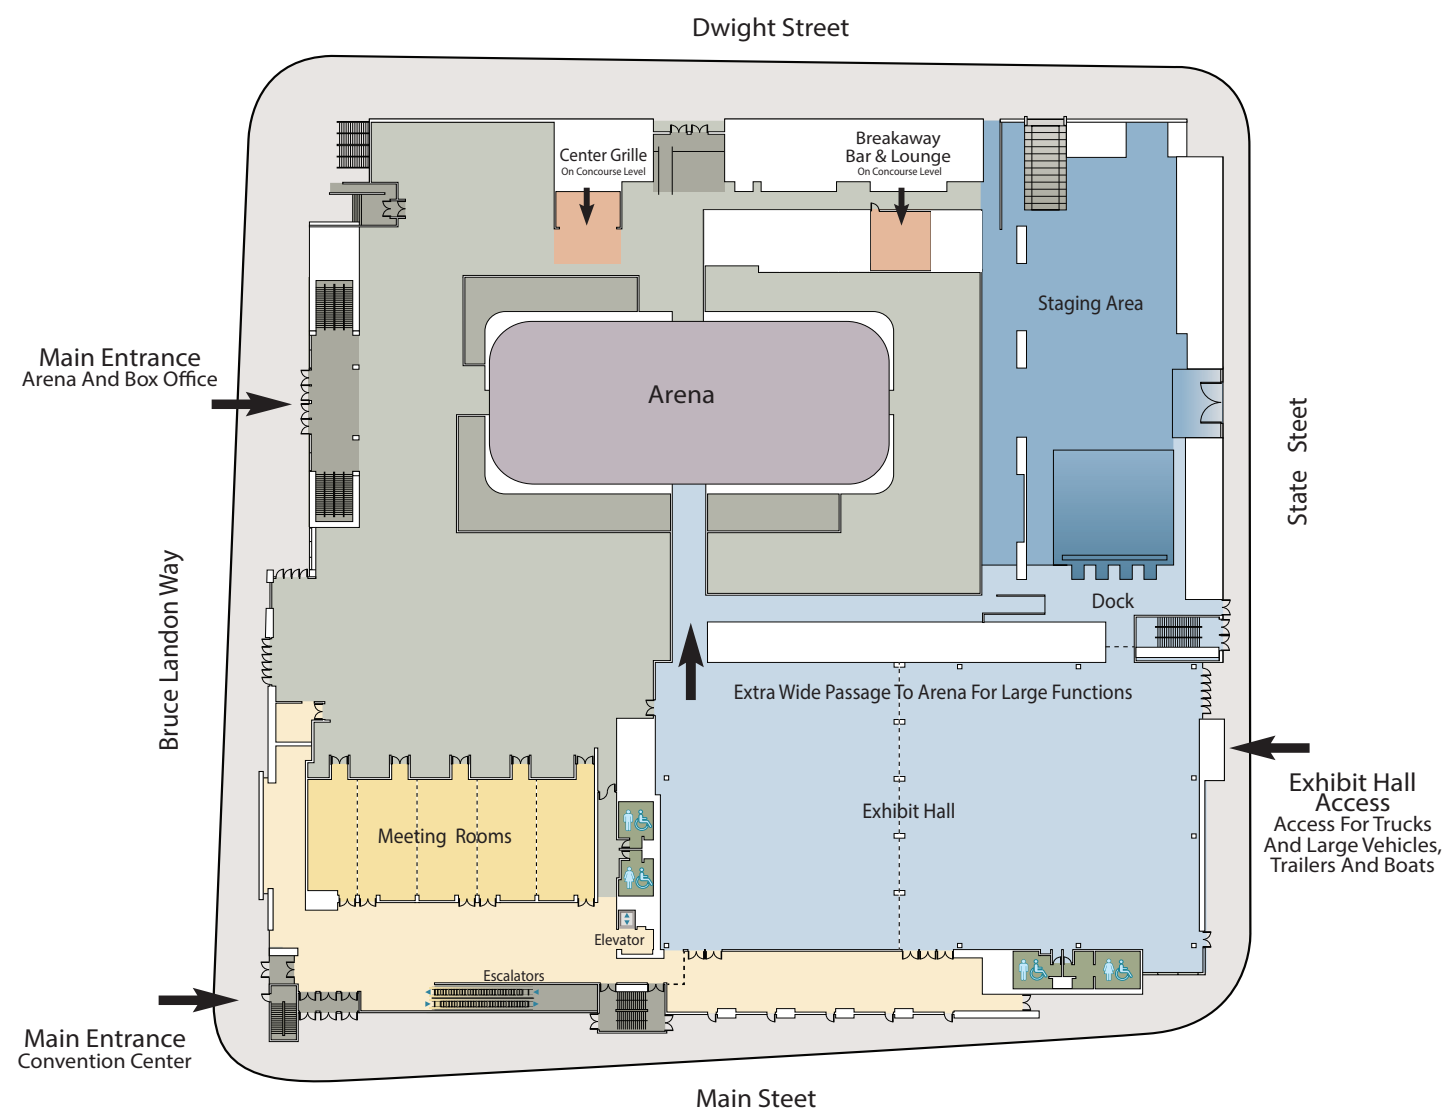 Dwight Street
Center Grille
On Concourse Level
Breakaway
Bar & Lounge
On Concourse Level
Staging Area
Main Entrance
Arena And Box Office
Arena
State Steet
Bruce Landon Way
Dock
Extra Wide Passage To Arena For Large Functions
Exhibit Hall
Access
Access For Trucks
And Large Vehicles,
Trailers And Boats
Exhibit Hall
Meeting Rooms
Elevator
Escalators
Main Entrance
Convention Center
Main Steet